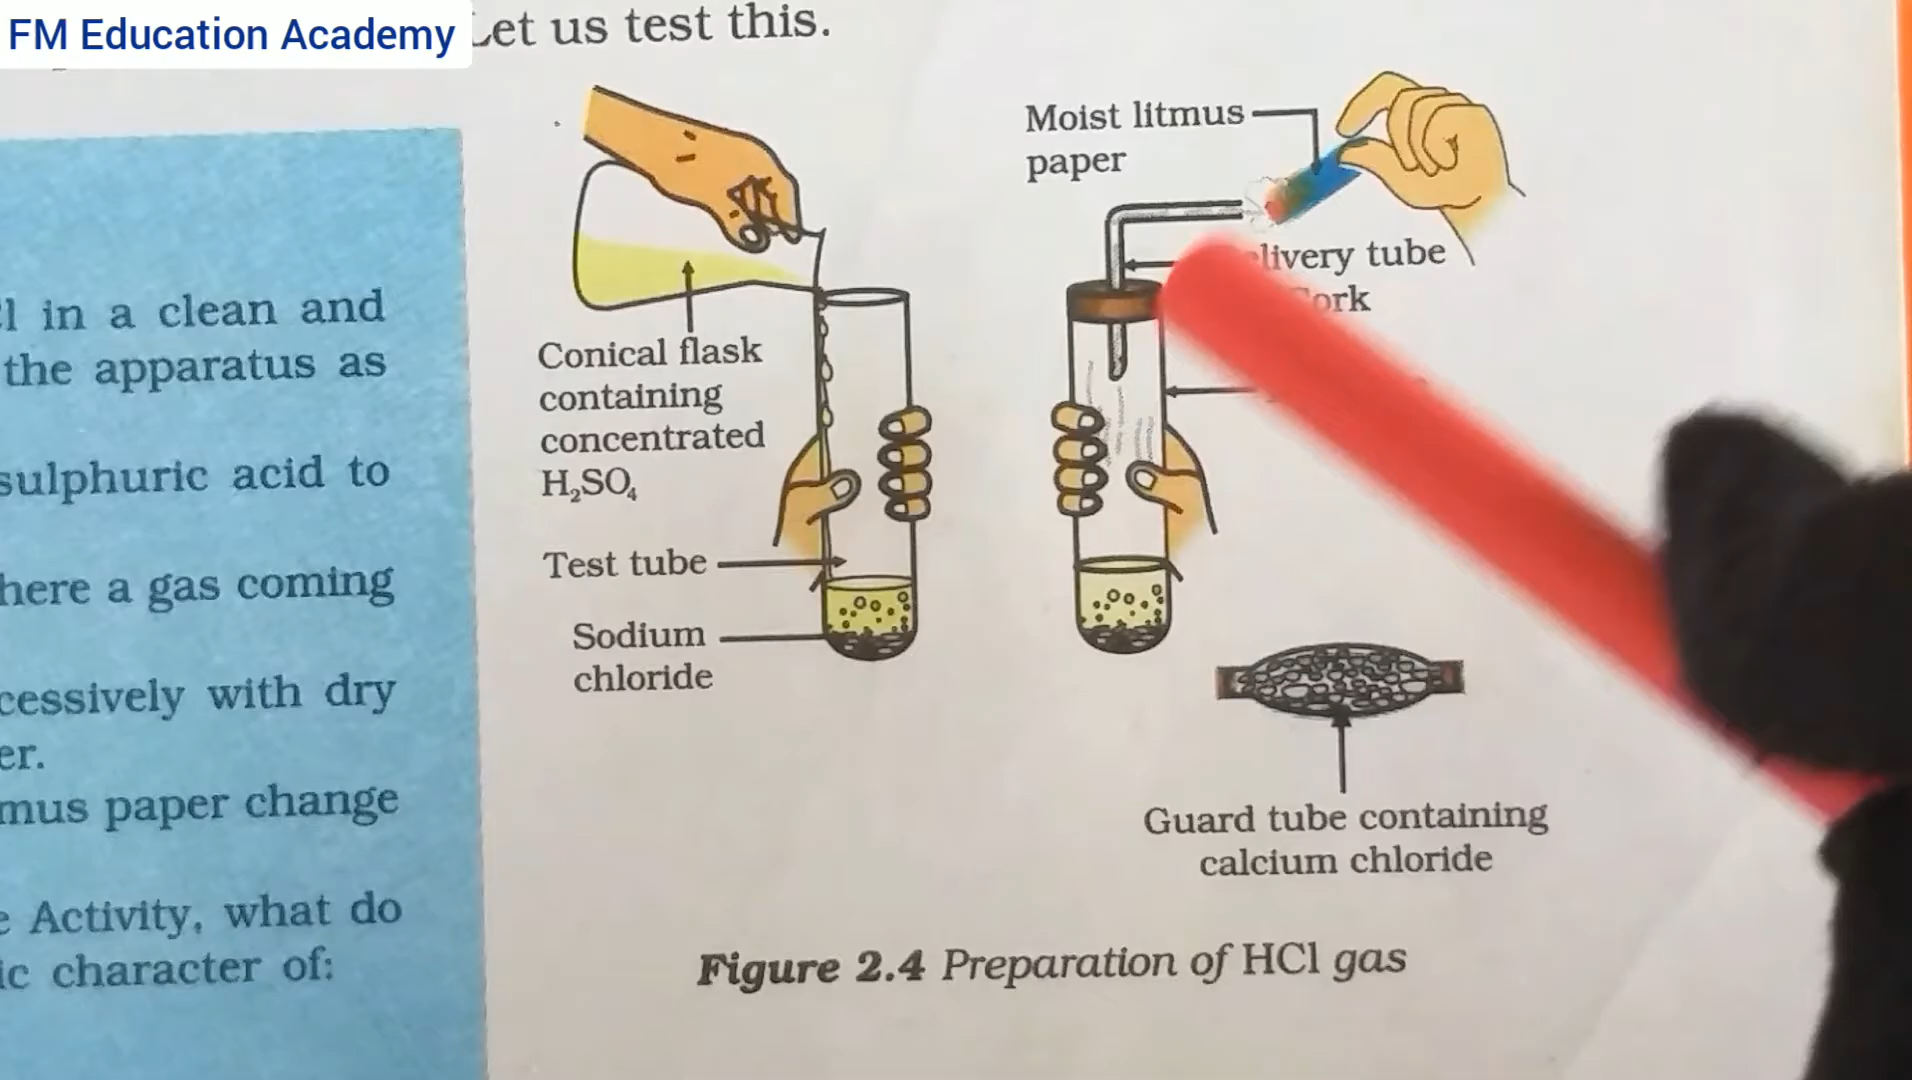 FM Education Academy
Let us test this.
l in a clean and
the apparatus as
sulphuric acid to
here a gas coming
cessively with dry
er.
mus paper change
e Activity, what do
ic character of:
Conical flask
containing
concentrated
H₂SO₄
Test tube
Sodium
chloride
Moist litmus
paper
livery tube
ork
Guard tube containing
calcium chloride
Figure 2.4 Preparation of HCl gas